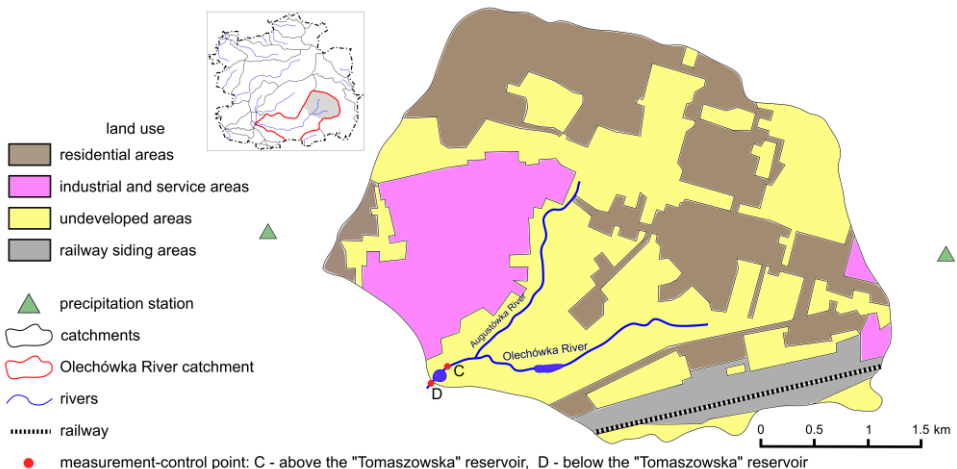 land use
residential areas
industrial and service areas
undeveloped areas
railway siding areas
precipitation station
catchments
Olechówka River catchment
rivers
railway
measurement-control point: C - above the "Tomaszowska" reservoir, D - below the "Tomaszowska" reservoir
Augustówka River
Olechówka River
C
D
0 0.5 1 1.5 km